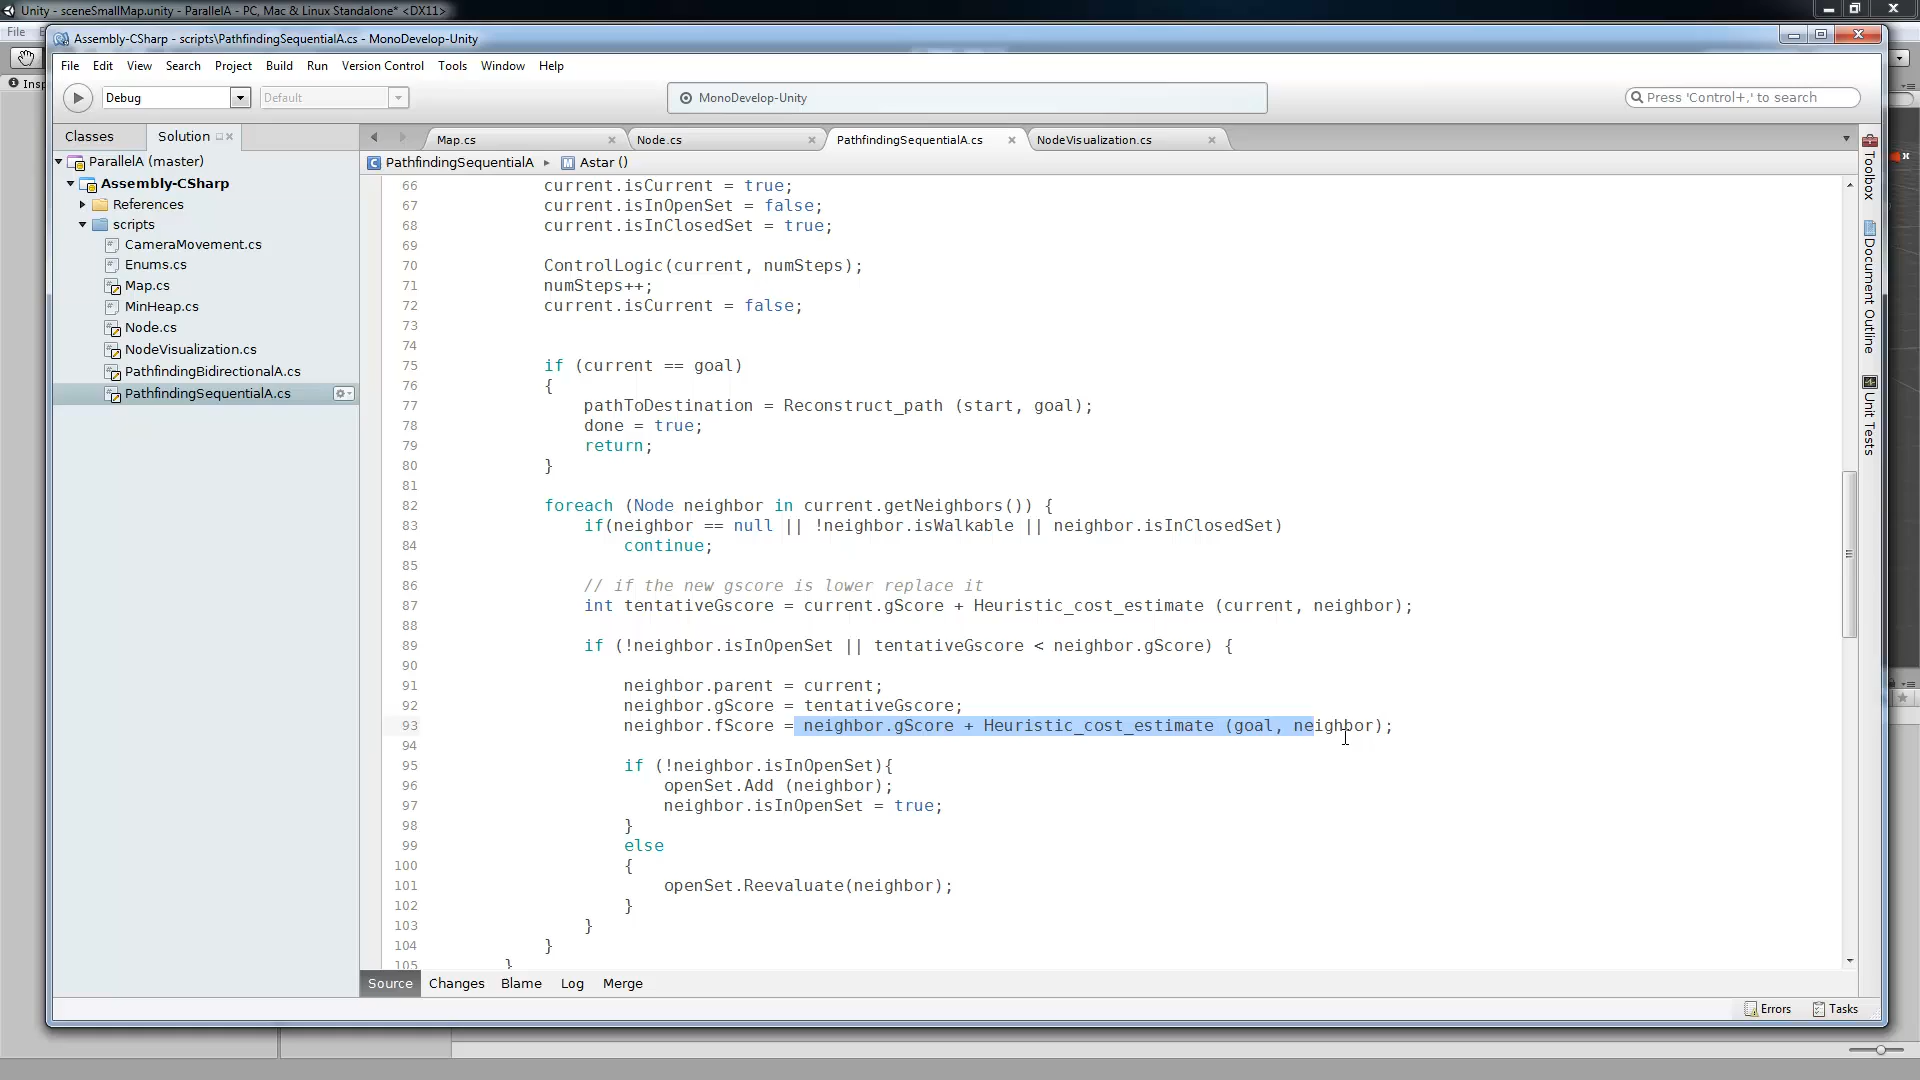 Unity - sceneSmallMap.unity - ParallelA - PC, Mac & Linux Standalone* <DX11>
File
Assembly-CSharp - scripts\PathfindingSequentialA.cs - MonoDevelop-Unity
Insp
File Edit View Search Project Build Run Version Control Tools Window Help
Debug
Default
MonoDevelop-Unity
Press 'Control+,' to search
Classes
Solution
Map.cs
Node.cs
PathfindingSequentialA.cs
NodeVisualization.cs
PathfindingSequentialA
Astar ()
ParallelA (master)
Assembly-CSharp
References
scripts
CameraMovement.cs
Enums.cs
Map.cs
MinHeap.cs
Node.cs
NodeVisualization.cs
PathfindingBidirectionalA.cs
PathfindingSequentialA.cs
66 current.isCurrent = true;
67 current.isInOpenSet = false;
68 current.isInClosedSet = true;
69
70 ControlLogic(current, numSteps);
71 numSteps++;
72 current.isCurrent = false;
73
74
75 if (current == goal)
76 {
77 pathToDestination = Reconstruct_path (start, goal);
78 done = true;
79 return;
80 }
81
82 foreach (Node neighbor in current.getNeighbors()) {
83 if(neighbor == null || !neighbor.isWalkable || neighbor.isInClosedSet)
84 continue;
85
86 // if the new gscore is lower replace it
87 int tentativeGscore = current.gScore + Heuristic_cost_estimate (current, neighbor);
88
89 if (!neighbor.isInOpenSet || tentativeGscore < neighbor.gScore) {
90
91 neighbor.parent = current;
92 neighbor.gScore = tentativeGscore;
93 neighbor.fScore = neighbor.gScore + Heuristic_cost_estimate (goal, neighbor);
94
95 if (!neighbor.isInOpenSet){
96 openSet.Add (neighbor);
97 neighbor.isInOpenSet = true;
98 }
99 else
100 {
101 openSet.Reevaluate(neighbor);
102 }
103 }
104 }
105 }
Toolbox
Document Outline
Unit Tests
Source Changes Blame Log Merge
Errors Tasks